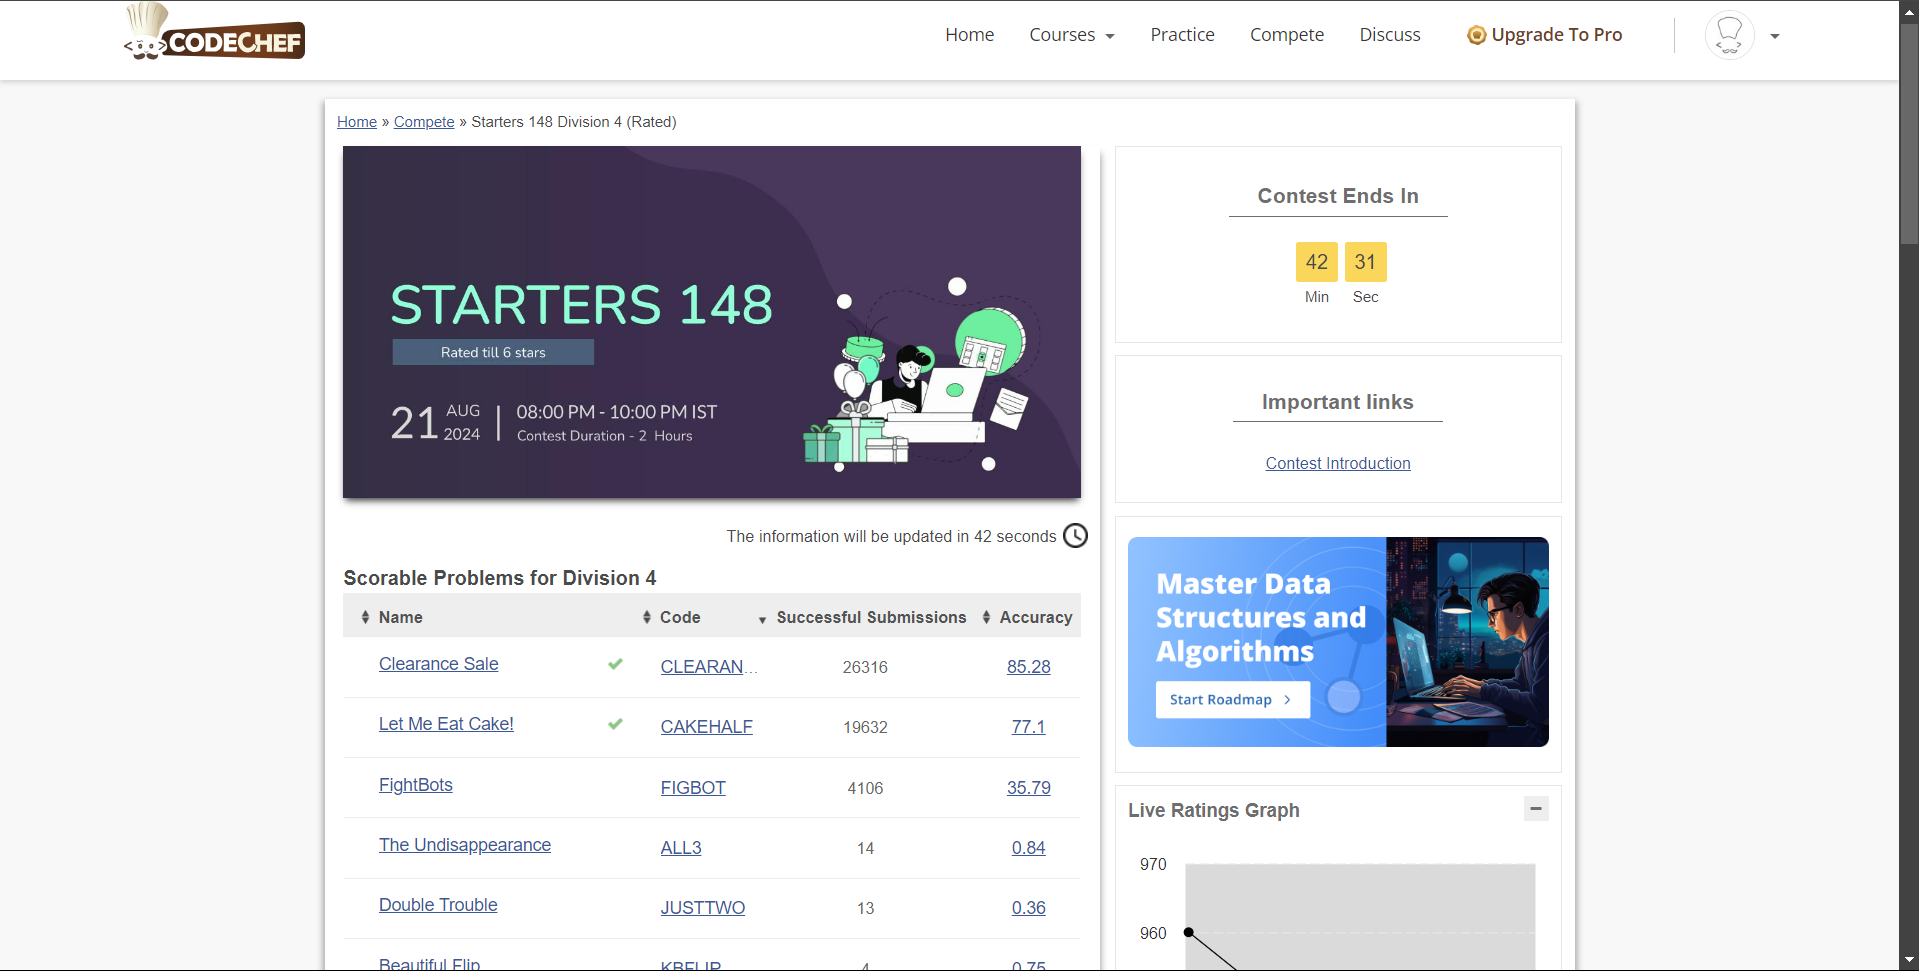 CODECHEF
Home Courses Practice Compete Discuss Upgrade To Pro
Home » Compete » Starters 148 Division 4 (Rated)
STARTERS 148
Rated till 6 stars
21 AUG 2024 08:00 PM - 10:00 PM IST
Contest Duration - 2 Hours
Contest Ends In
42 31
Min Sec
Important links
Contest Introduction
The information will be updated in 42 seconds
Scorable Problems for Division 4
Name Code Successful Submissions Accuracy
Clearance Sale CLEARAN... 26316 85.28
Let Me Eat Cake! CAKEHALF 19632 77.1
FightBots FIGBOT 4106 35.79
The Undisappearance ALL3 14 0.84
Double Trouble JUSTTWO 13 0.36
Beautiful Flip KBFLIP 4 0.75
Master Data
Structures and
Algorithms
Start Roadmap >
Live Ratings Graph
970
960